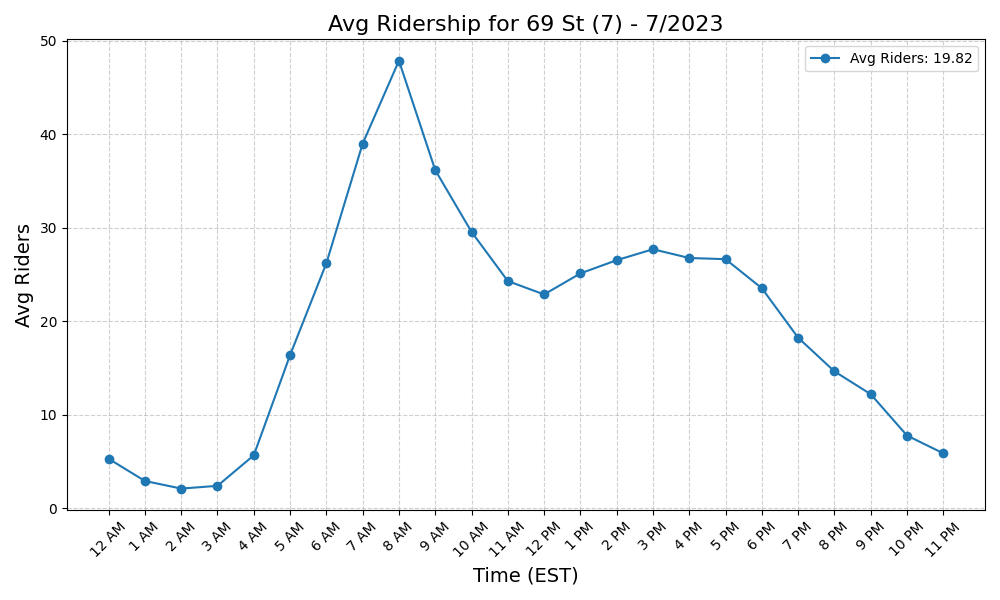 Avg Ridership for 69 St (7) - 7/2023
Avg Riders: 19.82
Avg Riders
50
40
30
20
10
0
12 AM
1 AM
2 AM
3 AM
4 AM
5 AM
6 AM
7 AM
8 AM
9 AM
10 AM
11 AM
12 PM
1 PM
2 PM
3 PM
4 PM
5 PM
6 PM
7 PM
8 PM
9 PM
10 PM
11 PM
Time (EST)